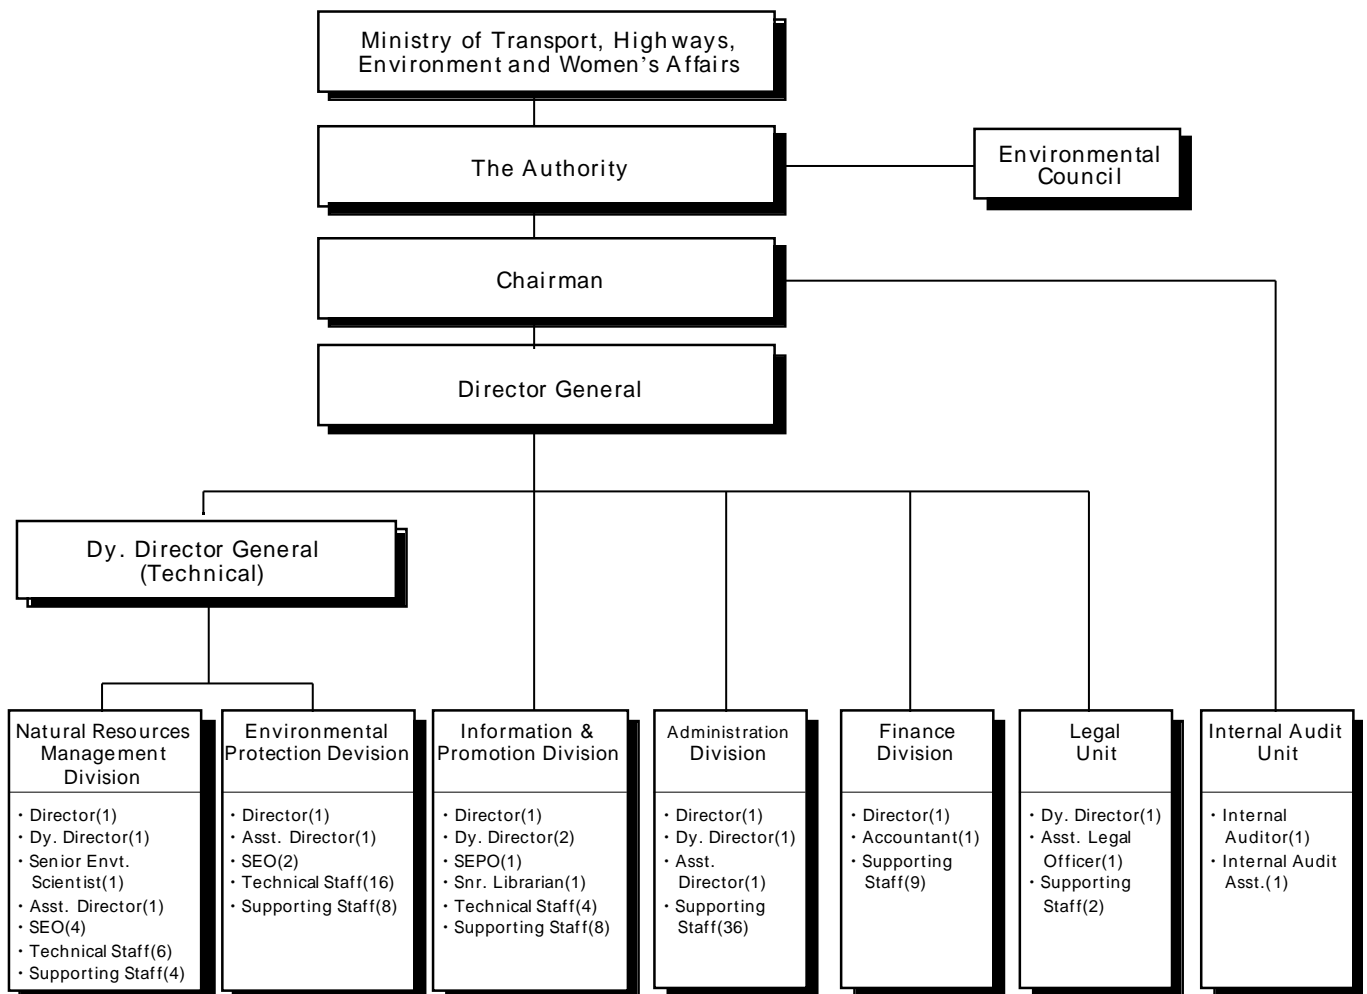 Ministry of Transport, Highways,
Environment and Women’s Affairs
The Authority
Environmental
Council
Chairman
Director General
Dy. Director General
(Technical)
Natural Resources
Management
Division
・Director(1)
・Dy. Director(1)
・Senior Envt.
Scientist(1)
・Asst. Director(1)
・SEO(4)
・Technical Staff(6)
・Supporting Staff(4)
Environmental
Protection Devision
・Director(1)
・Asst. Director(1)
・SEO(2)
・Technical Staff(16)
・Supporting Staff(8)
Information &
Promotion Division
・Director(1)
・Dy. Director(2)
・SEPO(1)
・Snr. Librarian(1)
・Technical Staff(4)
・Supporting Staff(8)
Administration
Division
・Director(1)
・Dy. Director(1)
・Asst.
Director(1)
・Supporting
Staff(36)
Finance
Division
・Director(1)
・Accountant(1)
・Supporting
Staff(9)
Legal
Unit
・Dy. Director(1)
・Asst. Legal
Officer(1)
・Supporting
Staff(2)
Internal Audit
Unit
・Internal
Auditor(1)
・Internal Audit
Asst.(1)